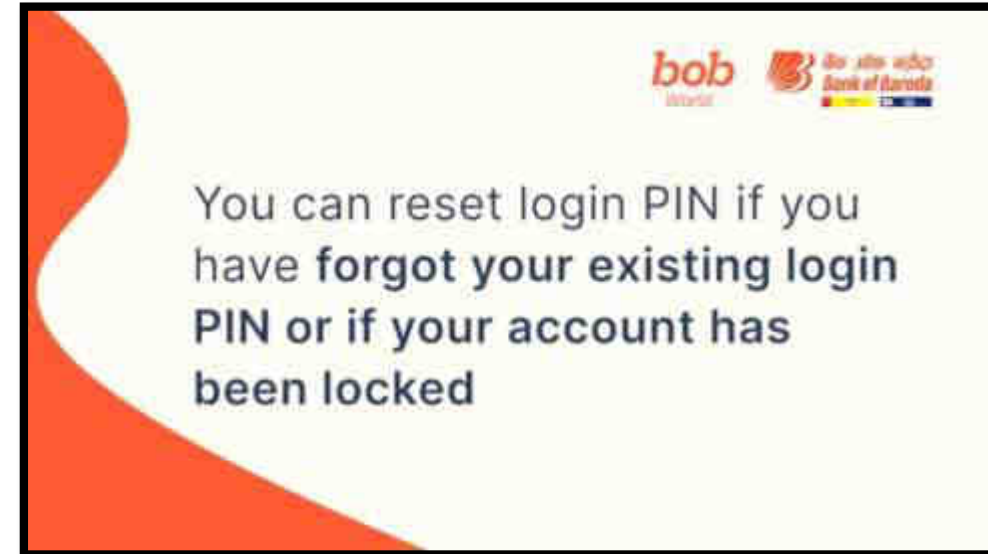 bob
World
Bank of Baroda
You can reset login PIN if you
have forgot your existing login
PIN or if your account has
been locked